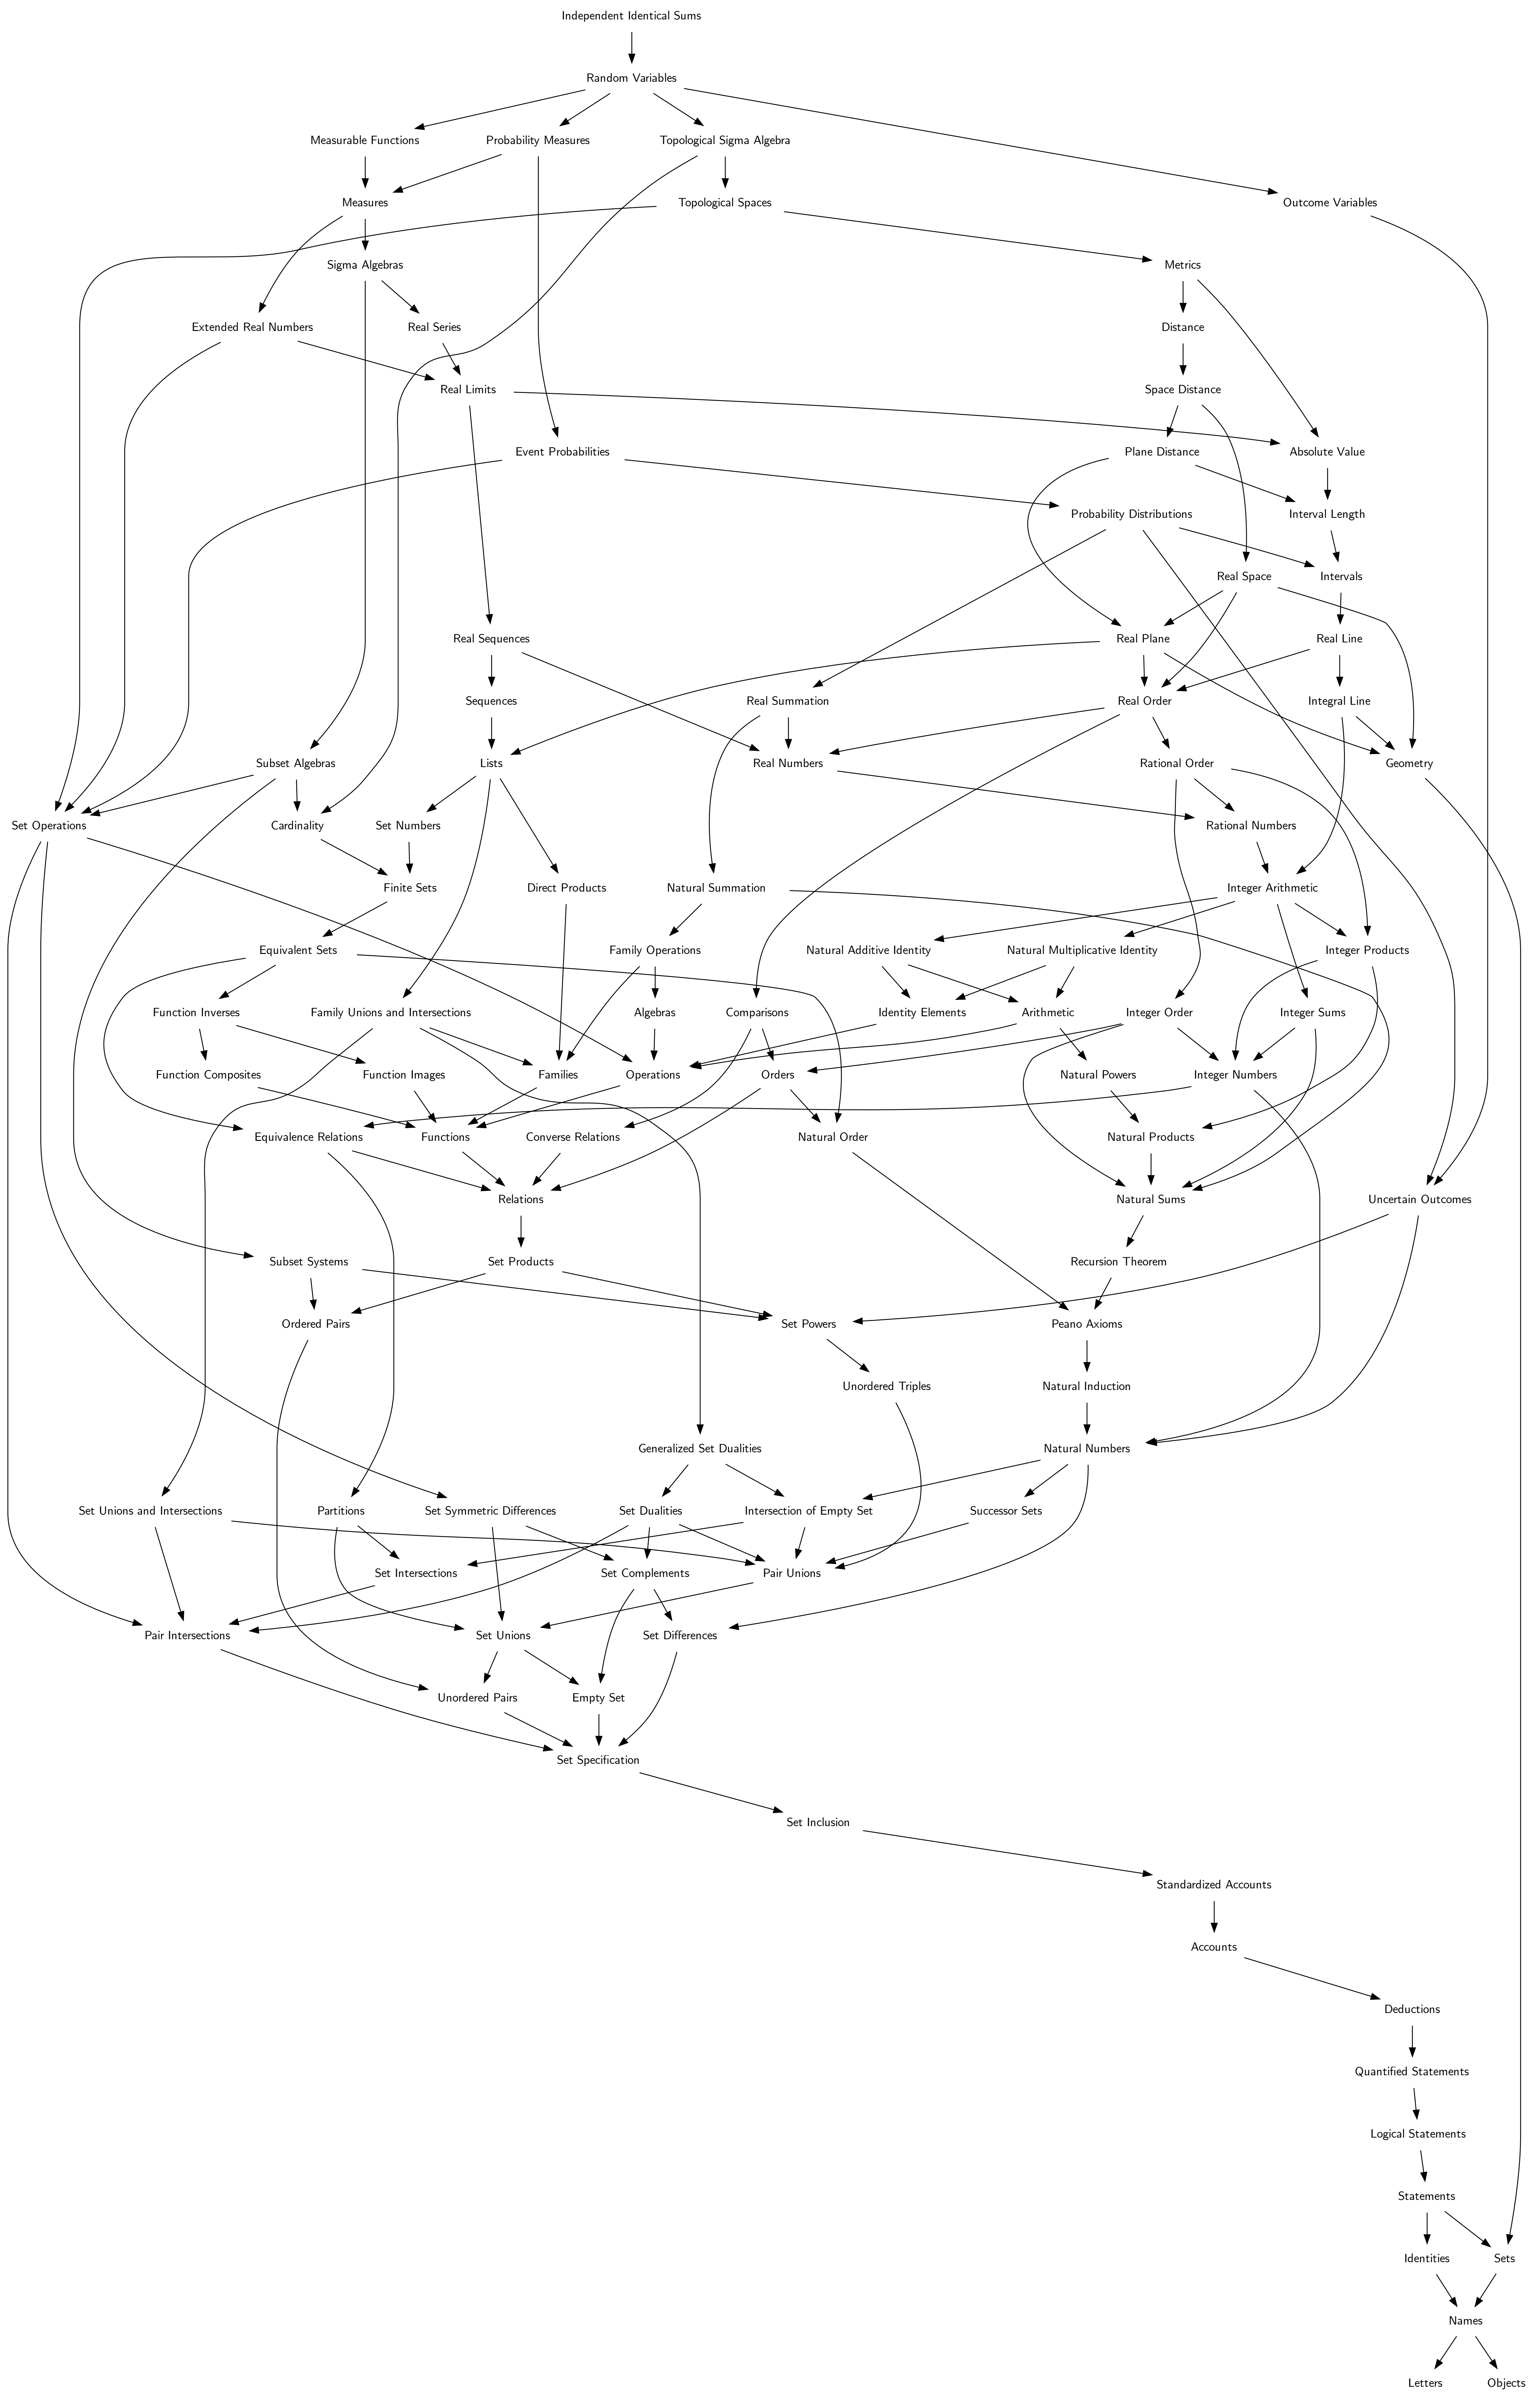 Independent Identical Sums
Random Variables
Measurable Functions
Probability Measures
Topological Sigma Algebra
Measures
Topological Spaces
Outcome Variables
Sigma Algebras
Metrics
Extended Real Numbers
Real Series
Distance
Real Limits
Space Distance
Event Probabilities
Plane Distance
Absolute Value
Probability Distributions
Interval Length
Real Space
Intervals
Real Sequences
Real Plane
Real Line
Sequences
Real Summation
Real Order
Integral Line
Subset Algebras
Lists
Real Numbers
Rational Order
Geometry
Set Operations
Cardinality
Set Numbers
Rational Numbers
Finite Sets
Direct Products
Natural Summation
Integer Arithmetic
Equivalent Sets
Family Operations
Natural Additive Identity
Natural Multiplicative Identity
Integer Products
Function Inverses
Family Unions and Intersections
Algebras
Comparisons
Identity Elements
Arithmetic
Integer Order
Integer Sums
Function Composites
Function Images
Families
Operations
Orders
Natural Powers
Integer Numbers
Equivalence Relations
Functions
Converse Relations
Natural Order
Natural Products
Relations
Natural Sums
Uncertain Outcomes
Subset Systems
Set Products
Recursion Theorem
Ordered Pairs
Set Powers
Peano Axioms
Unordered Triples
Natural Induction
Generalized Set Dualities
Natural Numbers
Set Unions and Intersections
Partitions
Set Symmetric Differences
Set Dualities
Intersection of Empty Set
Successor Sets
Set Intersections
Set Complements
Pair Unions
Pair Intersections
Set Unions
Set Differences
Unordered Pairs
Empty Set
Set Specification
Set Inclusion
Standardized Accounts
Accounts
Deductions
Quantified Statements
Logical Statements
Statements
Identities
Sets
Names
Letters
Objects